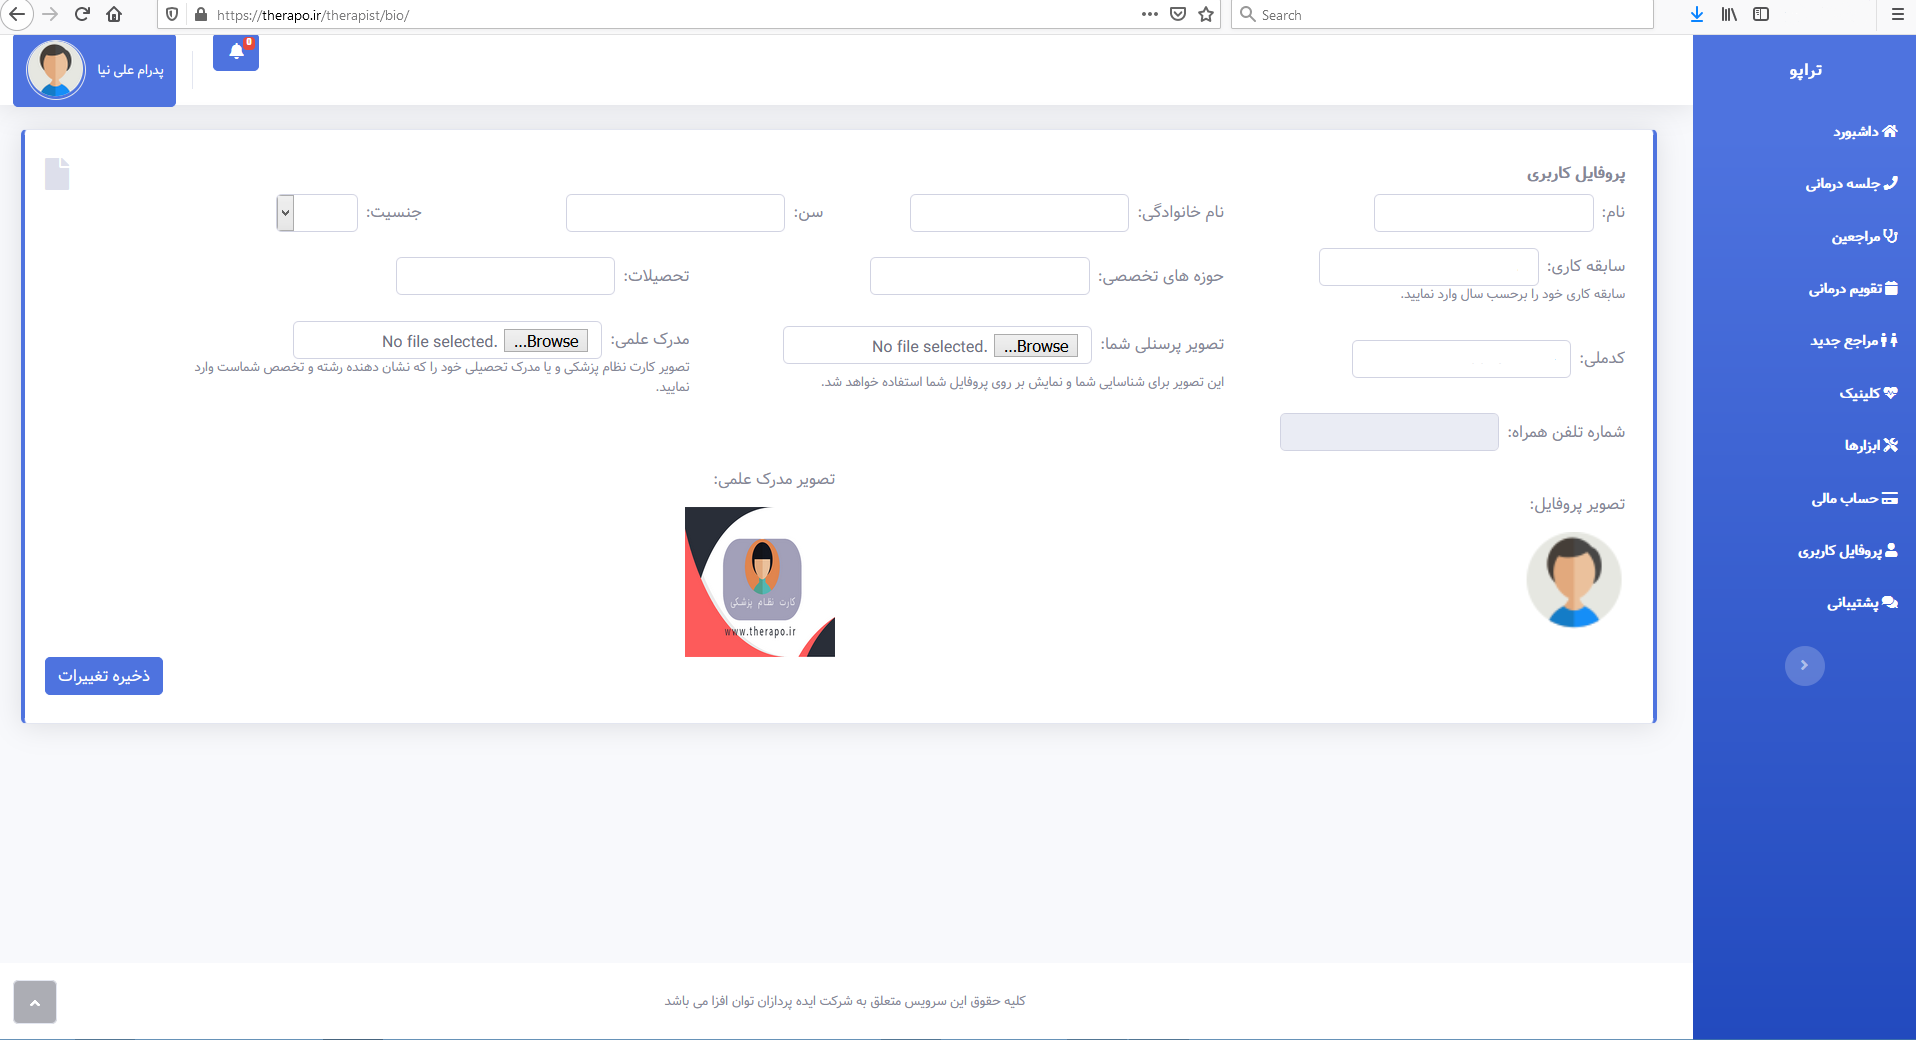 https://therapo.ir/therapist/bio/
Search
پدرام علی نیا
0
تراپو
داشبورد
جلسه درمانی
مراجعین
تقویم درمانی
مراجع جدید
کلینیک
ابزارها
حساب مالی
پروفایل کاربری
پشتیبانی
پروفایل کاربری
نام:
نام خانوادگی:
سن:
جنسیت:
سابقه کاری:
سابقه کاری خود را برحسب سال وارد نمایید.
حوزه های تخصصی:
تحصیلات:
کدملی:
تصویر پرسنلی شما:
Browse...
No file selected.
این تصویر برای شناسایی شما و نمایش بر روی پروفایل شما استفاده خواهد شد.
مدرک علمی:
Browse...
No file selected.
تصویر کارت نظام پزشکی و یا مدرک تحصیلی خود را که نشان دهنده رشته و تخصص شماست وارد
نمایید.
شماره تلفن همراه:
تصویر پروفایل:
تصویر مدرک علمی:
کارت نظام پزشکی
www.therapo.ir
ذخیره تغییرات
کلیه حقوق این سرویس متعلق به شرکت ایده پردازان توان افزا می باشد